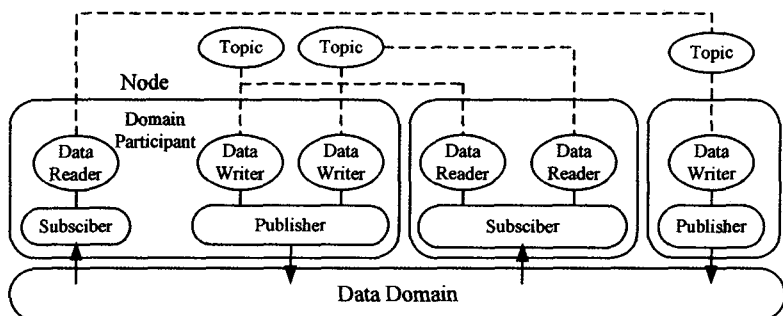 Topic
Topic
Topic
Node
Domain
Participant
Data
Reader
Data
Writer
Data
Writer
Data
Reader
Data
Reader
Data
Writer
Subsciber
Publisher
Subsciber
Publisher
Data Domain